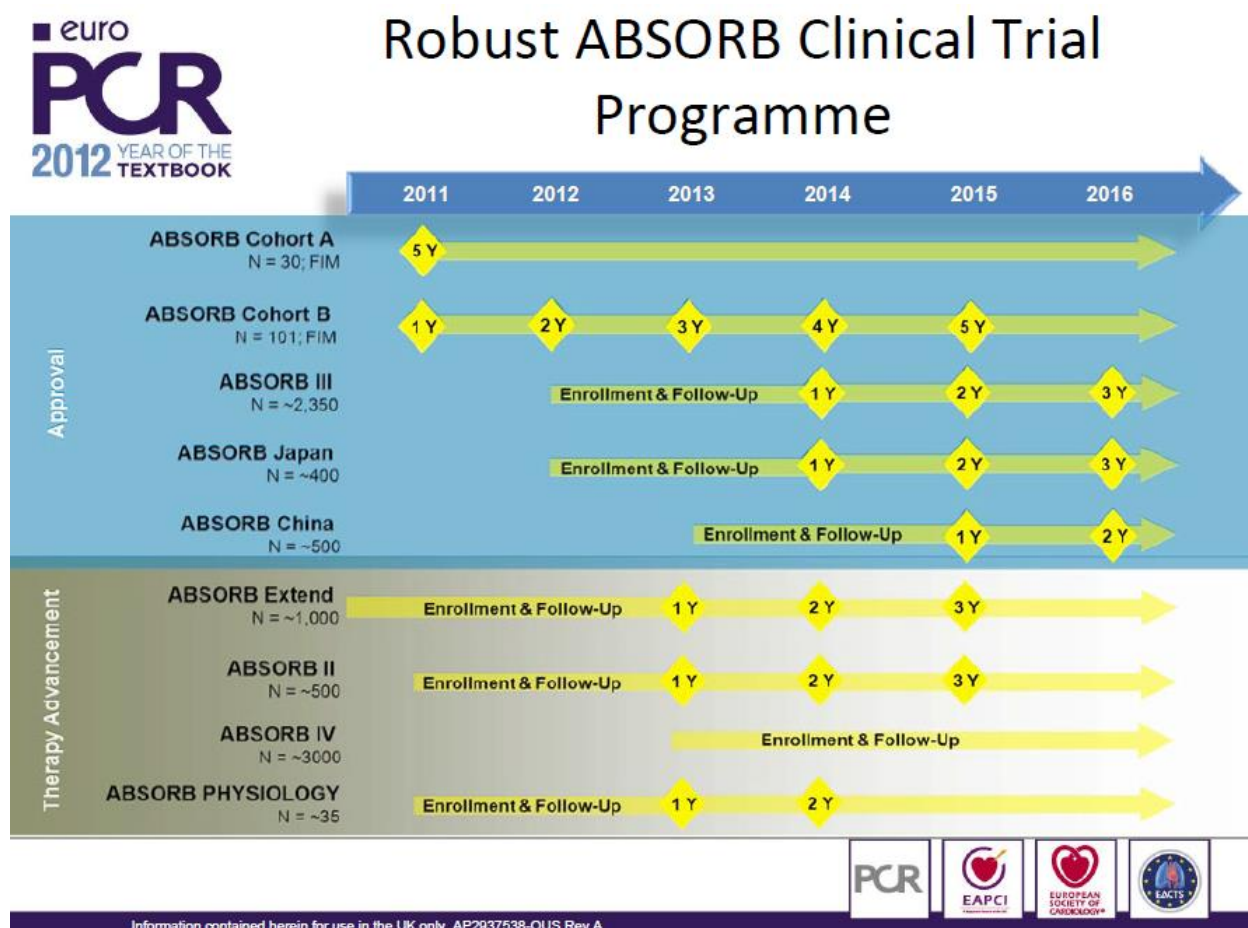 euro
PCR
2012 YEAR OF THE
TEXTBOOK
Robust ABSORB Clinical Trial
Programme
2011 2012 2013 2014 2015 2016
Approval
ABSORB Cohort A
N = 30; FIM
5 Y
ABSORB Cohort B
N = 101; FIM
1 Y 2 Y 3 Y 4 Y 5 Y
ABSORB III
N = ~2,350
Enrollment & Follow-Up 1 Y 2 Y 3 Y
ABSORB Japan
N = ~400
Enrollment & Follow-Up 1 Y 2 Y 3 Y
ABSORB China
N = ~500
Enrollment & Follow-Up 1 Y 2 Y
Therapy Advancement
ABSORB Extend
N = ~1,000
Enrollment & Follow-Up 1 Y 2 Y 3 Y
ABSORB II
N = ~500
Enrollment & Follow-Up 1 Y 2 Y 3 Y
ABSORB IV
N = ~3000
Enrollment & Follow-Up
ABSORB PHYSIOLOGY
N = ~35
Enrollment & Follow-Up 1 Y 2 Y
PCR
EAPCI
EUROPEAN
SOCIETY OF
CARDIOLOGY®
EACTS
Information contained herein for use in the UK only. AP2937538-OUS Rev A